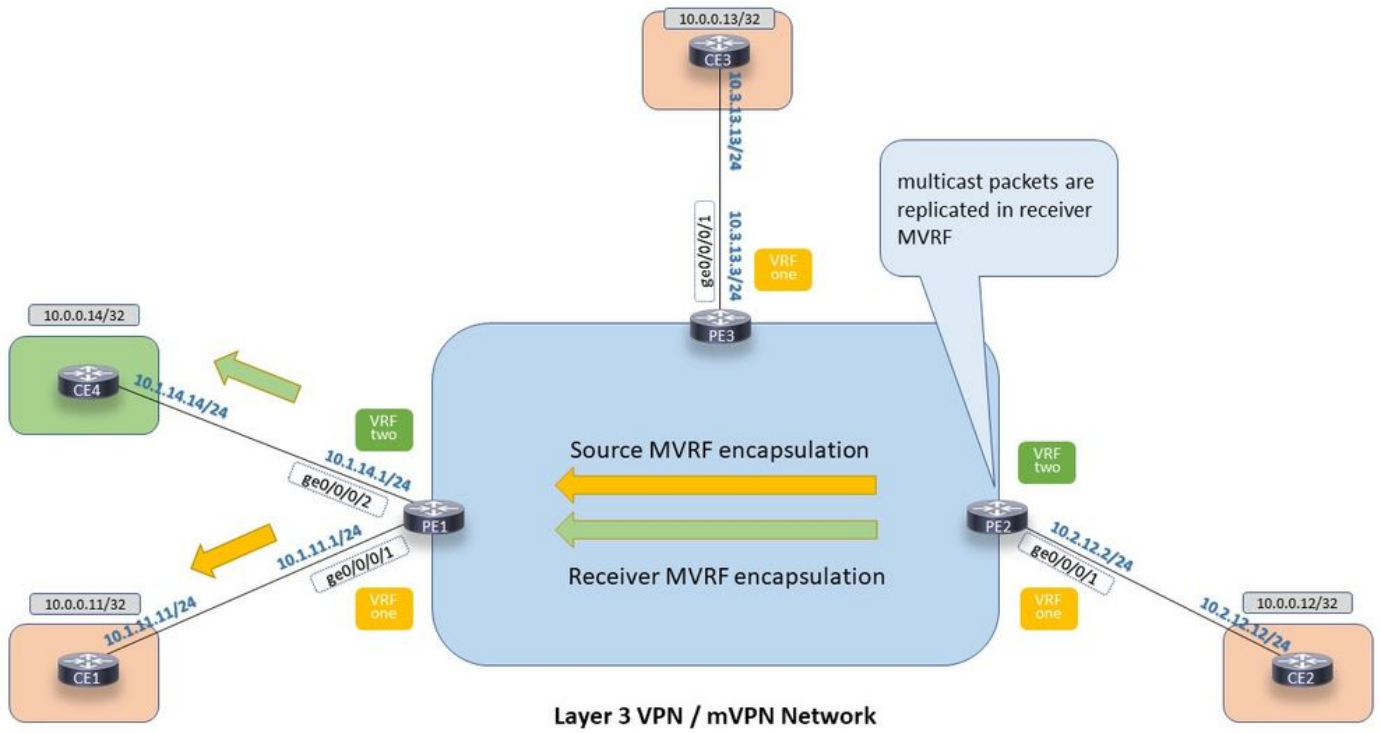 10.0.0.13/32
CE3
10.3.13.13/24
multicast packets are
replicated in receiver
MVRF
ge0/0/0/1
10.3.13.3/24
VRF
one
10.0.0.14/32
PE3
CE4
10.1.14.14/24
VRF
two
Source MVRF encapsulation
VRF
two
10.1.14.1/24
ge0/0/0/2
PE1
PE2
10.2.12.2/24
ge0/0/0/1
10.1.11.1/24
ge0/0/0/1
Receiver MVRF encapsulation
10.0.0.11/32
VRF
one
VRF
one
10.0.0.12/32
10.1.11.11/24
10.2.12.12/24
CE1
CE2
Layer 3 VPN / mVPN Network